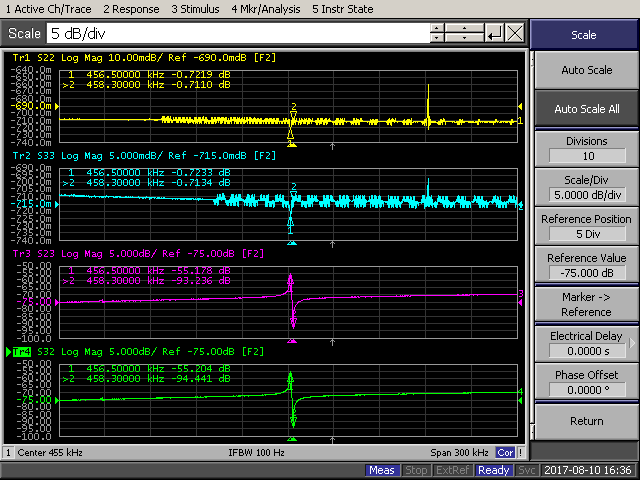 1 Active Ch/Trace 2 Response 3 Stimulus 4 Mkr/Analysis 5 Instr State
Scale 5 dB/div
Scale
Auto Scale
Auto Scale All
Divisions
10
Scale/Div
5.0000 dB/div
Reference Position
5 Div
Reference Value
-75.000 dB
Marker ->
Reference
Electrical Delay
0.0000 s
Phase Offset
0.0000 °
Return
Tr1 S22 Log Mag 10.00mdB/ Ref -690.0mdB [F2]
-640.0m
-650.0m
-660.0m
-670.0m
-680.0m
-690.0m
-700.0m
-710.0m
-720.0m
-730.0m
-740.0m
1 456.50000 kHz -0.7219 dB
>2 458.30000 kHz -0.7110 dB
Tr2 S33 Log Mag 5.000mdB/ Ref -715.0mdB [F2]
-690.0m
-695.0m
-700.0m
-705.0m
-710.0m
-715.0m
-720.0m
-725.0m
-730.0m
-735.0m
-740.0m
1 456.50000 kHz -0.7233 dB
>2 458.30000 kHz -0.7134 dB
Tr3 S23 Log Mag 5.000dB/ Ref -75.00dB [F2]
-50.00
-55.00
-60.00
-65.00
-70.00
-75.00
-80.00
-85.00
-90.00
-95.00
-100.0
1 456.50000 kHz -55.178 dB
>2 458.30000 kHz -93.236 dB
Tr4 S32 Log Mag 5.000dB/ Ref -75.00dB [F2]
-50.00
-55.00
-60.00
-65.00
-70.00
-75.00
-80.00
-85.00
-90.00
-95.00
-100.0
1 456.50000 kHz -55.204 dB
>2 458.30000 kHz -94.441 dB
1 Center 455 kHz IFBW 100 Hz Span 300 kHz Cor !
Meas Stop ExtRef Ready Svc 2017-08-10 16:36